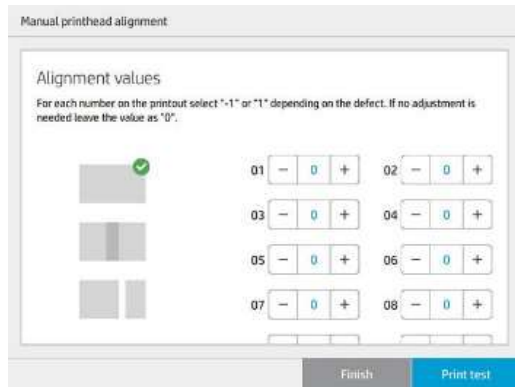 Manual printhead alignment
Alignment values
For each number on the printout select "-1" or "1" depending on the defect. If no adjustment is
needed leave the value as "0".
01 − 0 + 02 − 0 +
03 − 0 + 04 − 0 +
05 − 0 + 06 − 0 +
07 − 0 + 08 − 0 +
Finish Print test